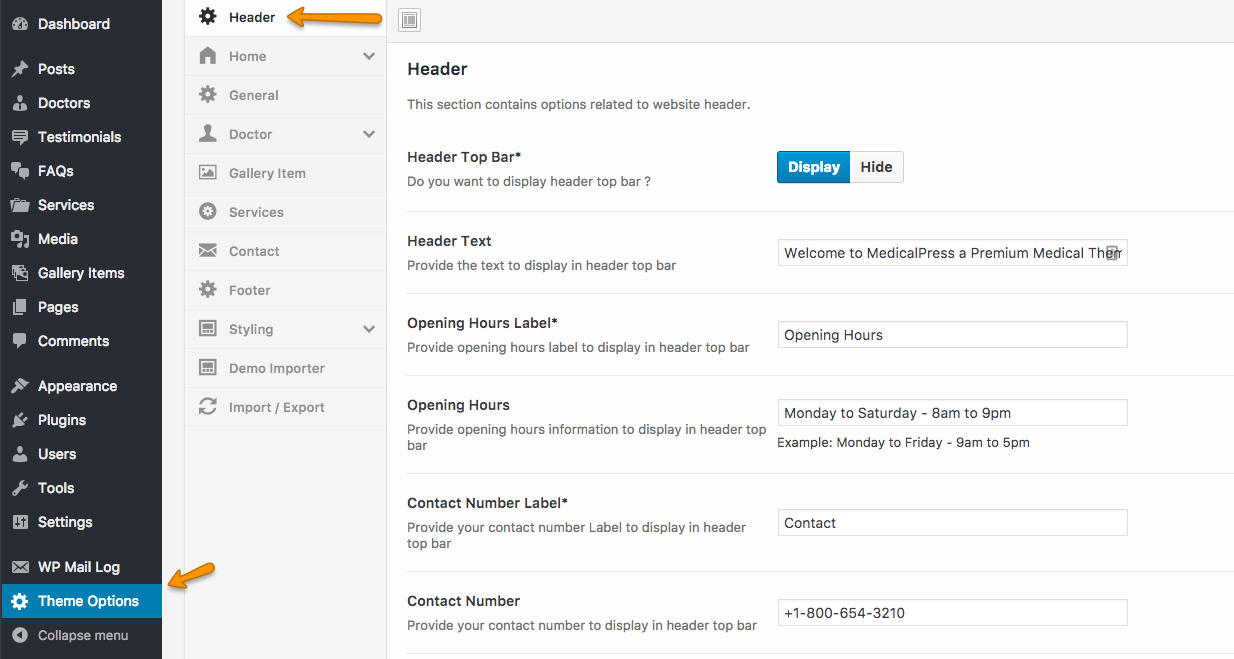 Dashboard
Posts
Doctors
Testimonials
FAQs
Services
Media
Gallery Items
Pages
Comments
Appearance
Plugins
Users
Tools
Settings
WP Mail Log
Theme Options
Collapse menu
Header
Home
General
Doctor
Gallery Item
Services
Contact
Footer
Styling
Demo Importer
Import / Export
Header
This section contains options related to website header.
Header Top Bar*
Do you want to display header top bar ?
Display Hide
Header Text
Provide the text to display in header top bar
Welcome to MedicalPress a Premium Medical
Opening Hours Label*
Provide opening hours label to display in header top bar
Opening Hours
Opening Hours
Provide opening hours information to display in header top
bar
Monday to Saturday - 8am to 9pm
Example: Monday to Friday - 9am to 5pm
Contact Number Label*
Provide your contact number Label to display in header
top bar
Contact
Contact Number
Provide your contact number to display in header top bar
+1-800-654-3210